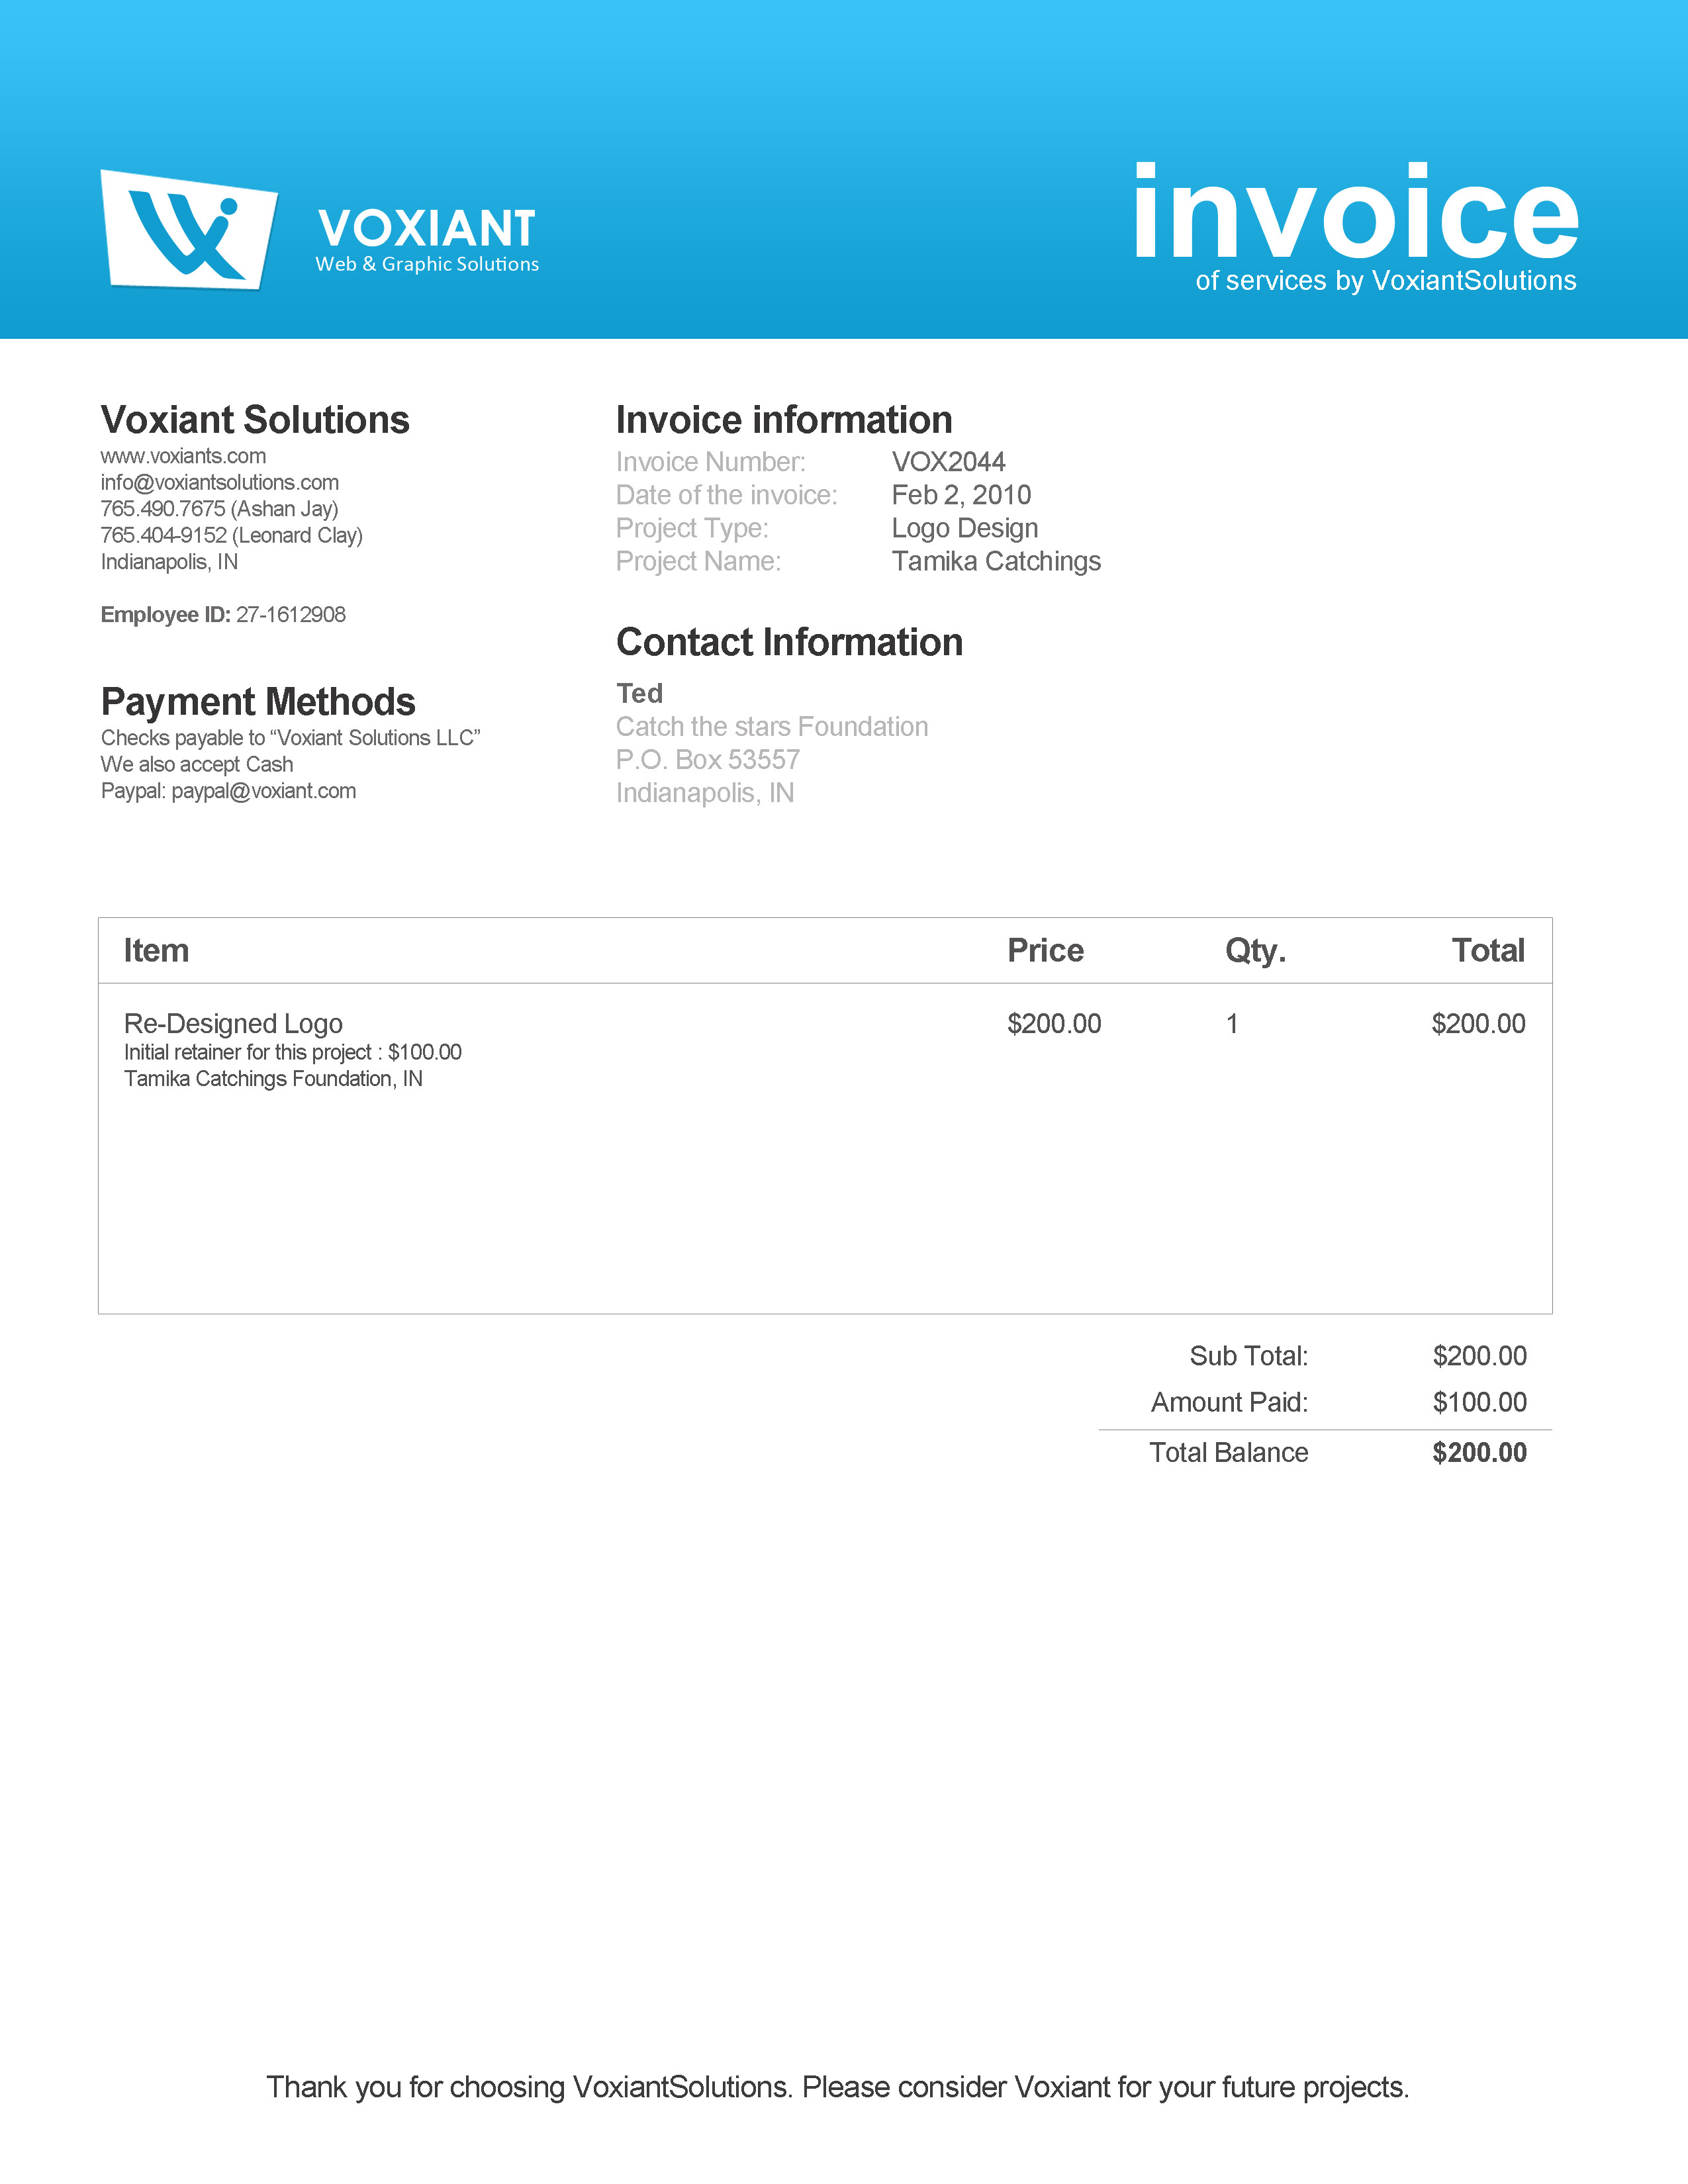 VOXIANT
Web & Graphic Solutions
invoice
of services by VoxiantSolutions
Voxiant Solutions
www.voxiants.com
info@voxiantsolutions.com
765.490.7675 (Ashan Jay)
765.404-9152 (Leonard Clay)
Indianapolis, IN
Employee ID: 27-1612908
Payment Methods
Checks payable to “Voxiant Solutions LLC”
We also accept Cash
Paypal: paypal@voxiant.com
Invoice information
Invoice Number: VOX2044
Date of the invoice: Feb 2, 2010
Project Type: Logo Design
Project Name: Tamika Catchings
Contact Information
Ted
Catch the stars Foundation
P.O. Box 53557
Indianapolis, IN
Item Price Qty. Total
Re-Designed Logo $200.00 1 $200.00
Initial retainer for this project : $100.00
Tamika Catchings Foundation, IN
Sub Total: $200.00
Amount Paid: $100.00
Total Balance $200.00
Thank you for choosing VoxiantSolutions. Please consider Voxiant for your future projects.